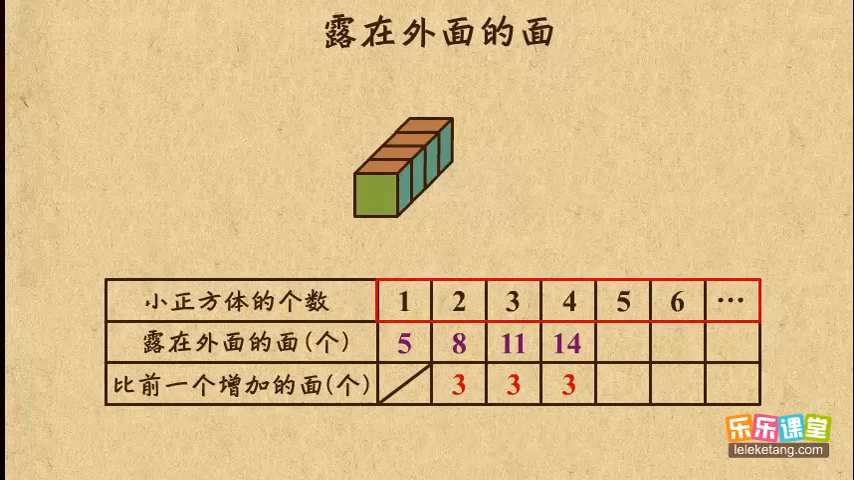 露在外面的面
小正方体的个数 1 2 3 4 5 6 …
露在外面的面(个) 5 8 11 14
比前一个增加的面(个) 3 3 3
乐乐课堂
leleketang.com